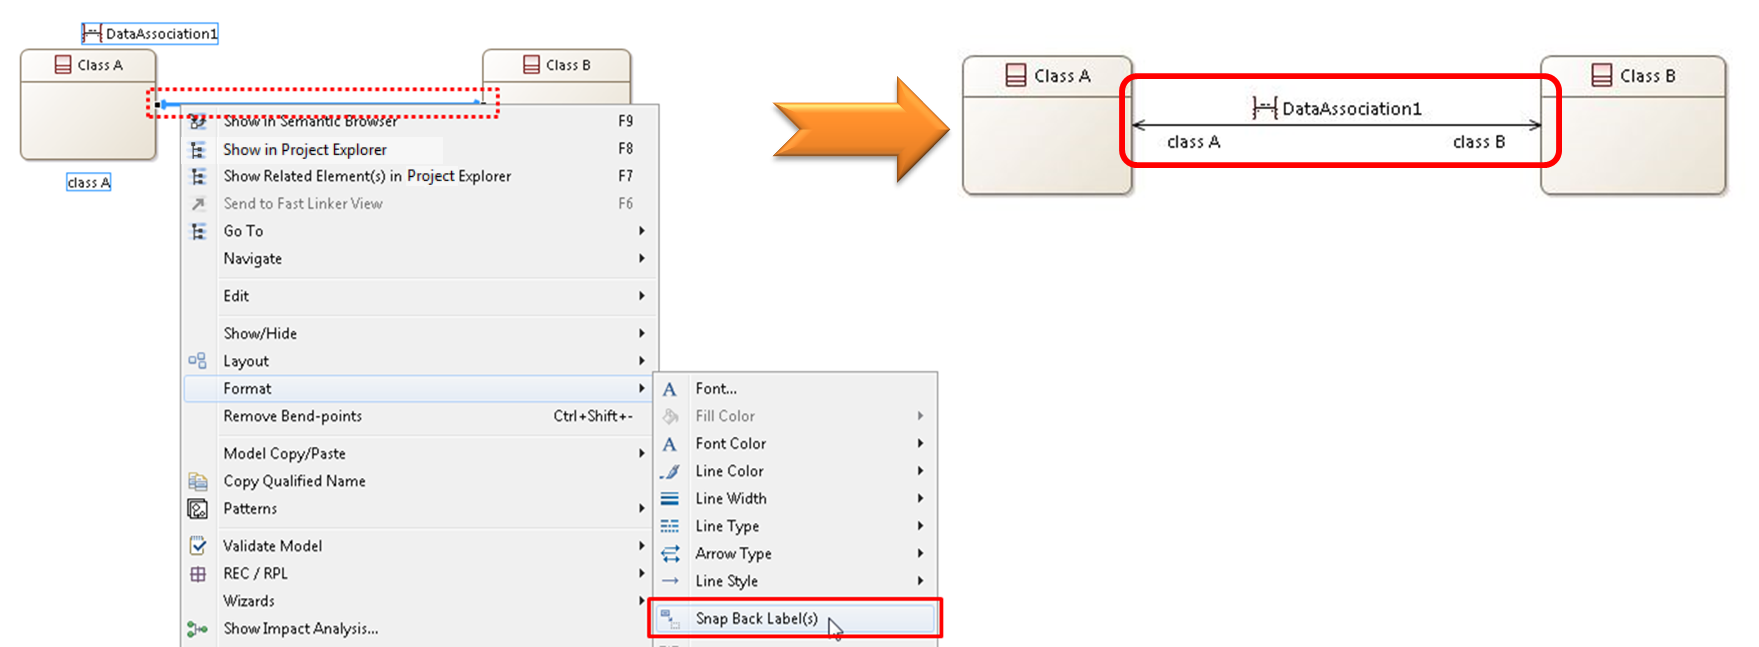 DataAssociation1
Class A
Class B
class A
Show in Semantic Browser F9
Show in Project Explorer F8
Show Related Element(s) in Project Explorer F7
Send to Fast Linker View F6
Go To
Navigate
Edit
Show/Hide
Layout
Format
Remove Bend-points Ctrl+Shift+-
Model Copy/Paste
Copy Qualified Name
Patterns
Validate Model
REC / RPL
Wizards
Show Impact Analysis...
Font...
Fill Color
Font Color
Line Color
Line Width
Line Type
Arrow Type
Line Style
Snap Back Label(s)
Class A
Class B
DataAssociation1
class A
class B